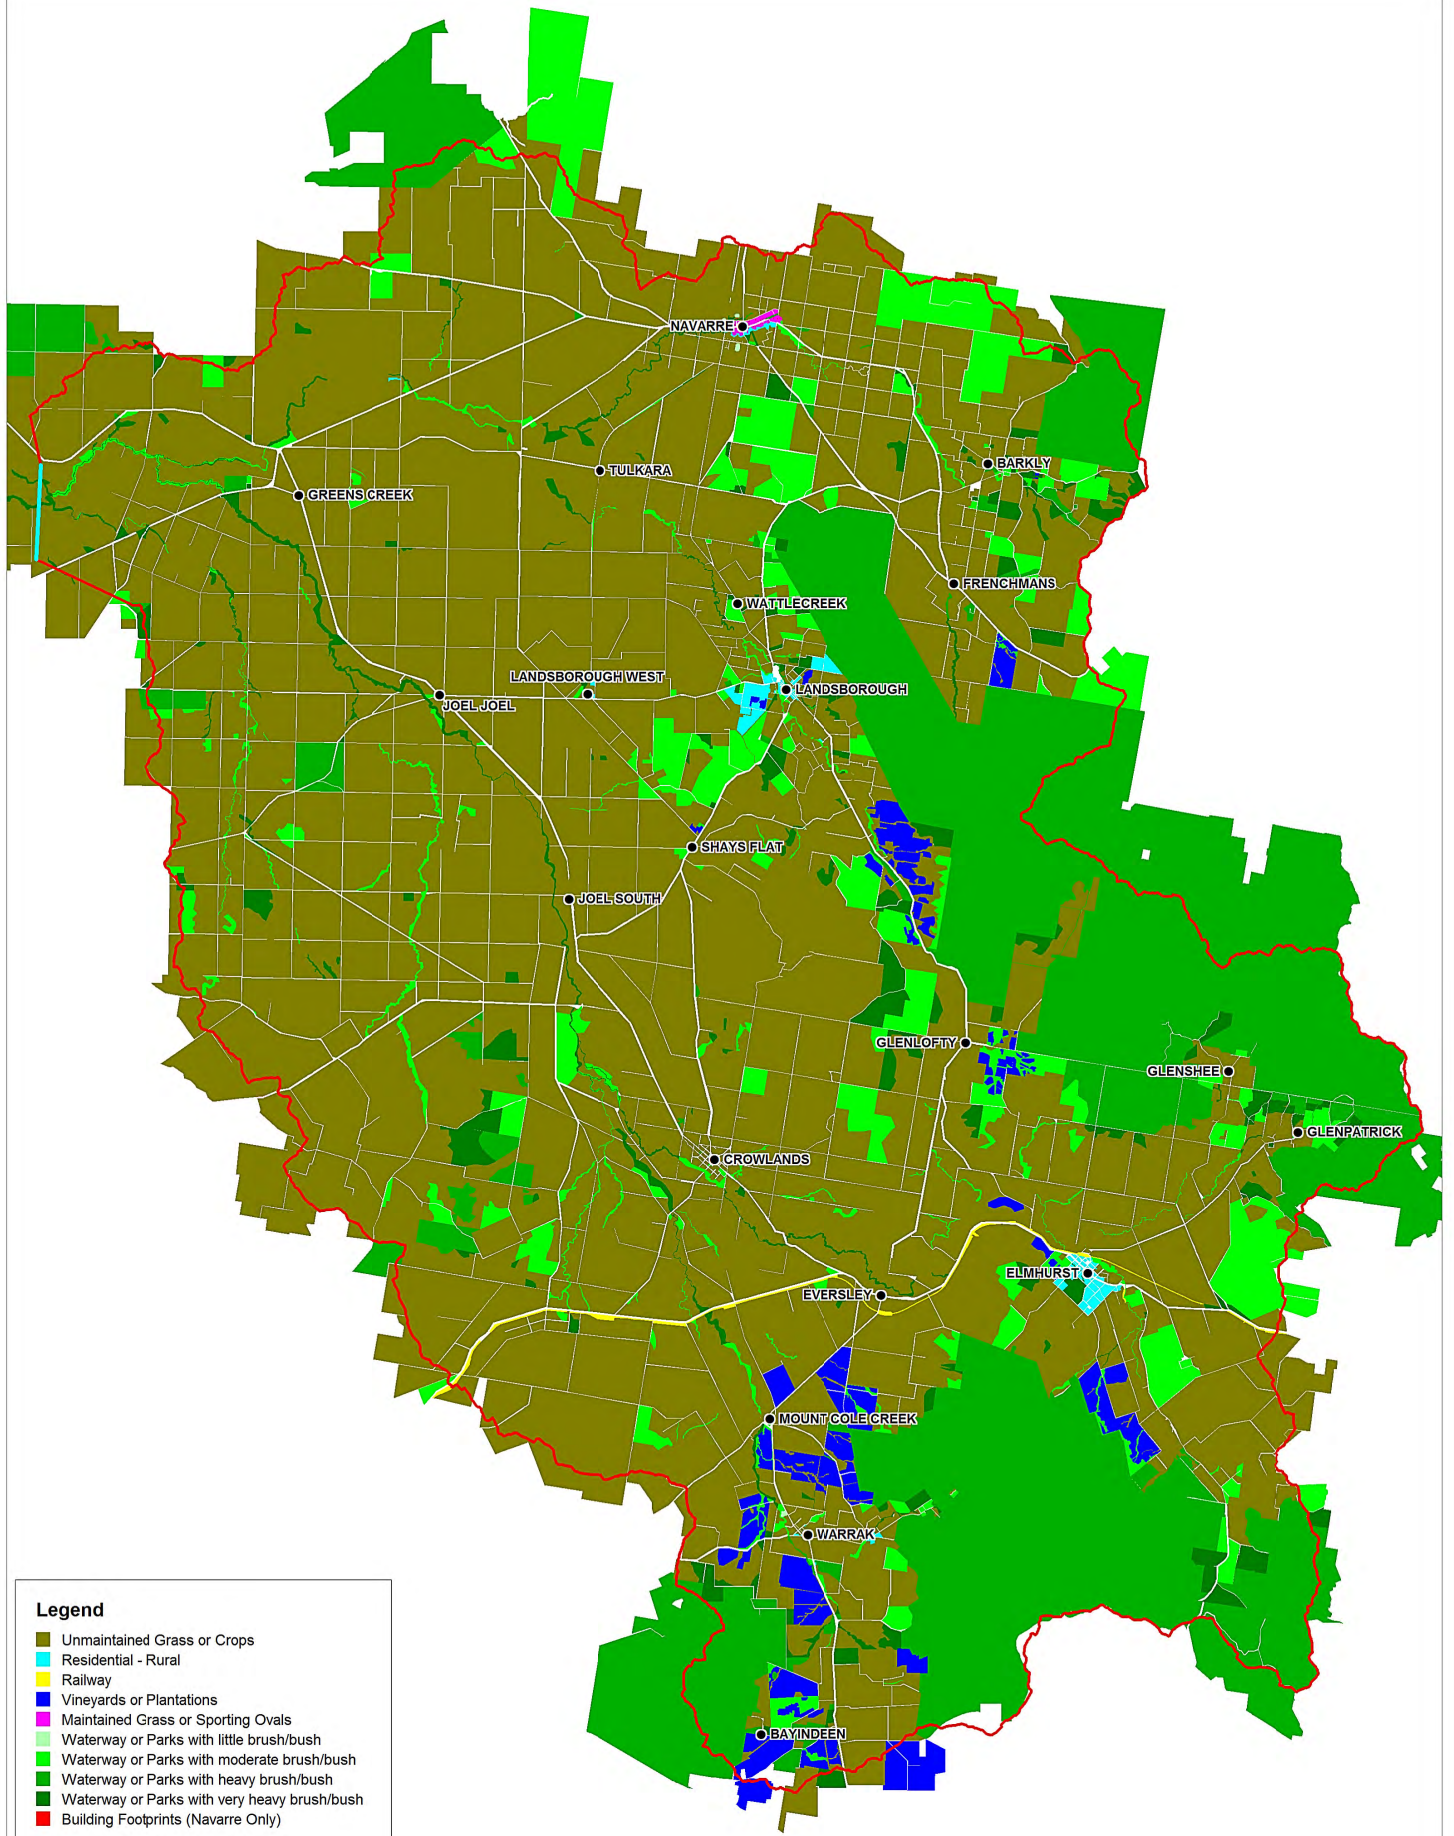 NAVARRE
BARKLY
TULKARA
GREENS CREEK
FRENCHMANS
WATTLECREEK
LANDSBOROUGH WEST
LANDSBOROUGH
JOEL JOEL
SHAYS FLAT
JOEL SOUTH
GLENLOFTY
GLENSHEE
GLENPATRICK
CROWLANDS
ELMHURST
EVERSLEY
MOUNT COLE CREEK
WARRAK
BAYINDEEN
Legend
Unmaintained Grass or Crops
Residential - Rural
Railway
Vineyards or Plantations
Maintained Grass or Sporting Ovals
Waterway or Parks with little brush/bush
Waterway or Parks with moderate brush/bush
Waterway or Parks with heavy brush/bush
Waterway or Parks with very heavy brush/bush
Building Footprints (Navarre Only)